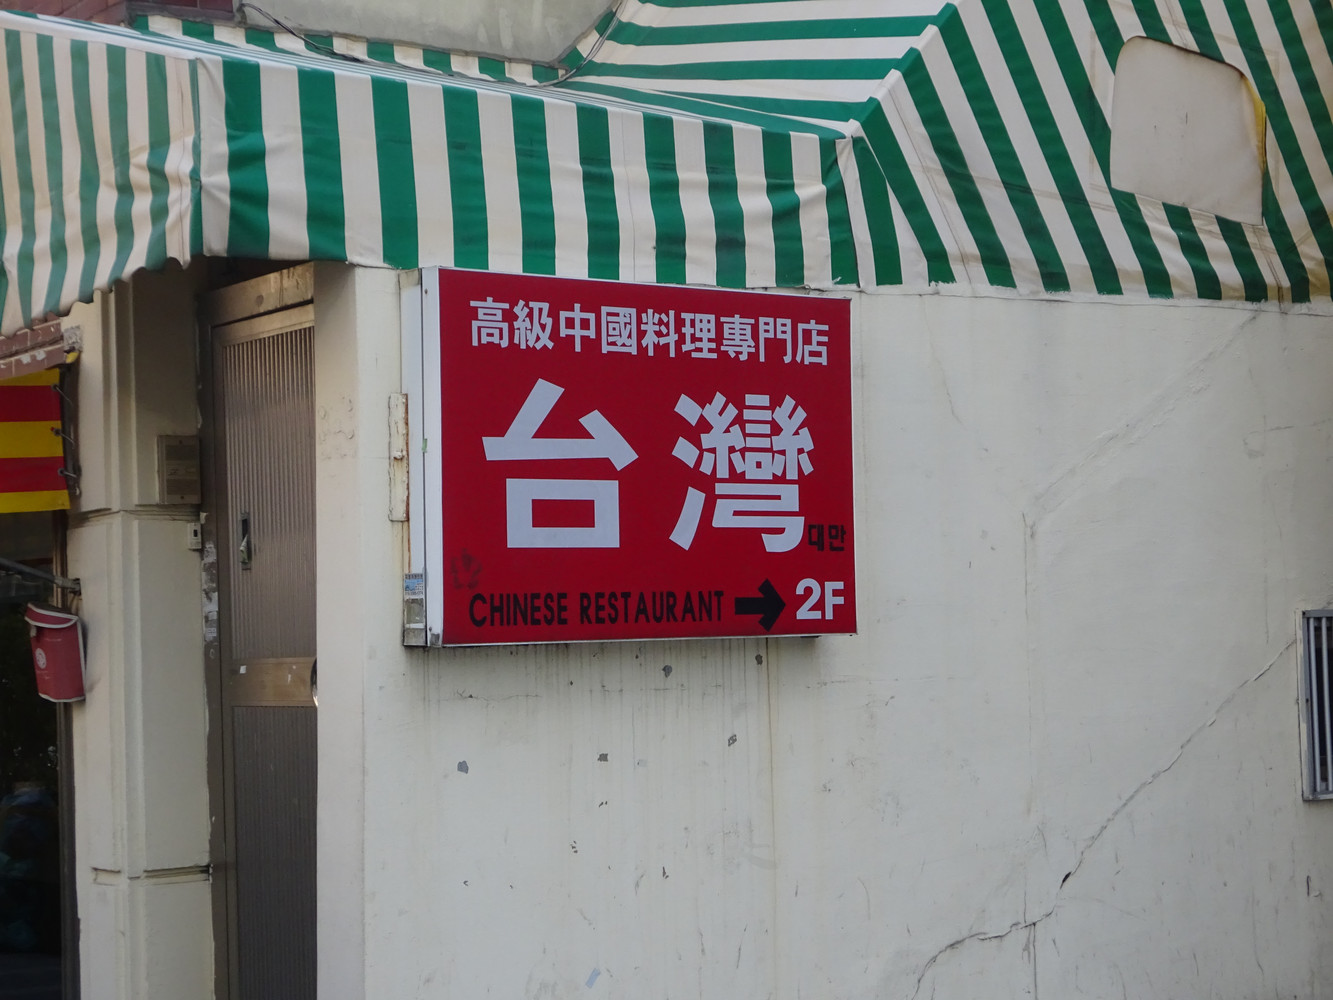 高級中國料理專門店
台灣
대만
CHINESE RESTAURANT → 2F